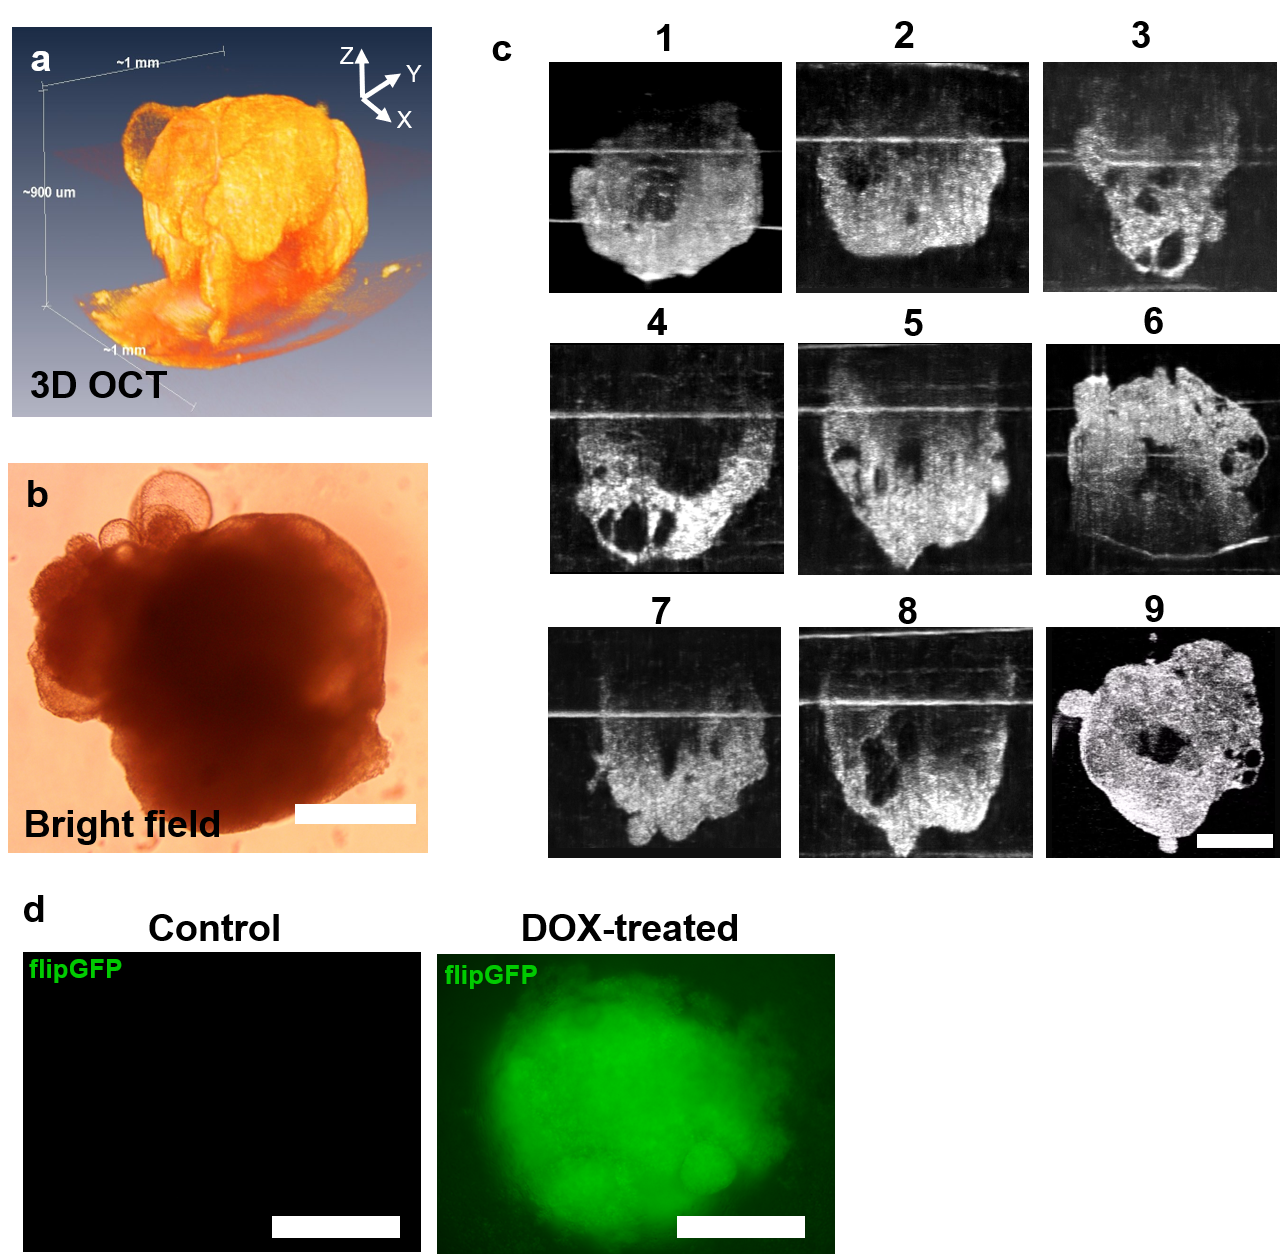 a
~1 mm
Z
Y
X
~900 um
~1 mm
3D OCT
b
Bright field
c
1
2
3
4
5
6
7
8
9
d
Control
DOX-treated
flipGFP
flipGFP